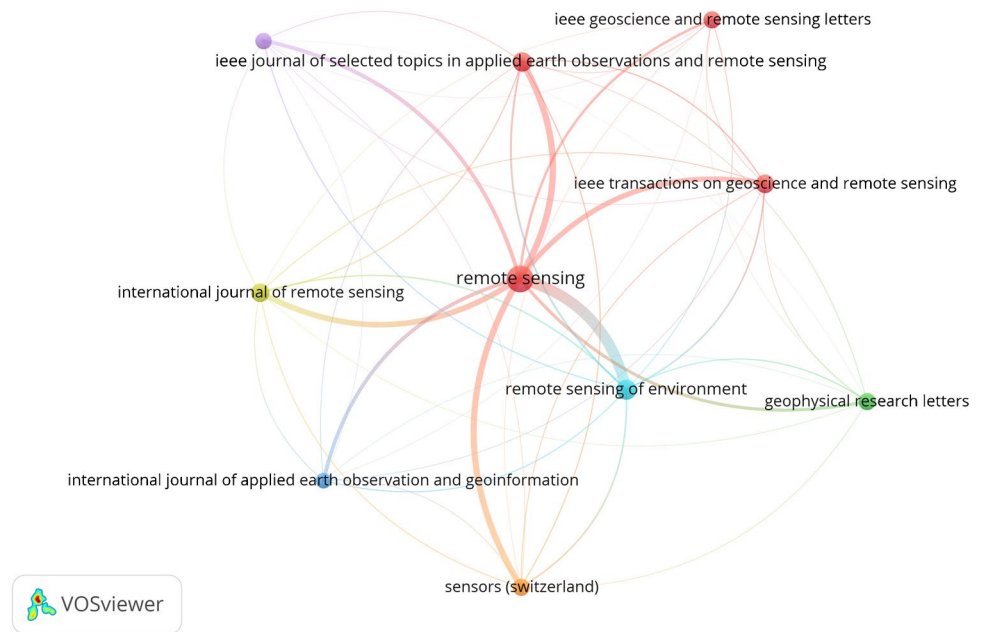 ieee geoscience and remote sensing letters
ieee journal of selected topics in applied earth observations and remote sensing
ieee transactions on geoscience and remote sensing
remote sensing
international journal of remote sensing
remote sensing of environment
geophysical research letters
international journal of applied earth observation and geoinformation
sensors (switzerland)
VOSviewer